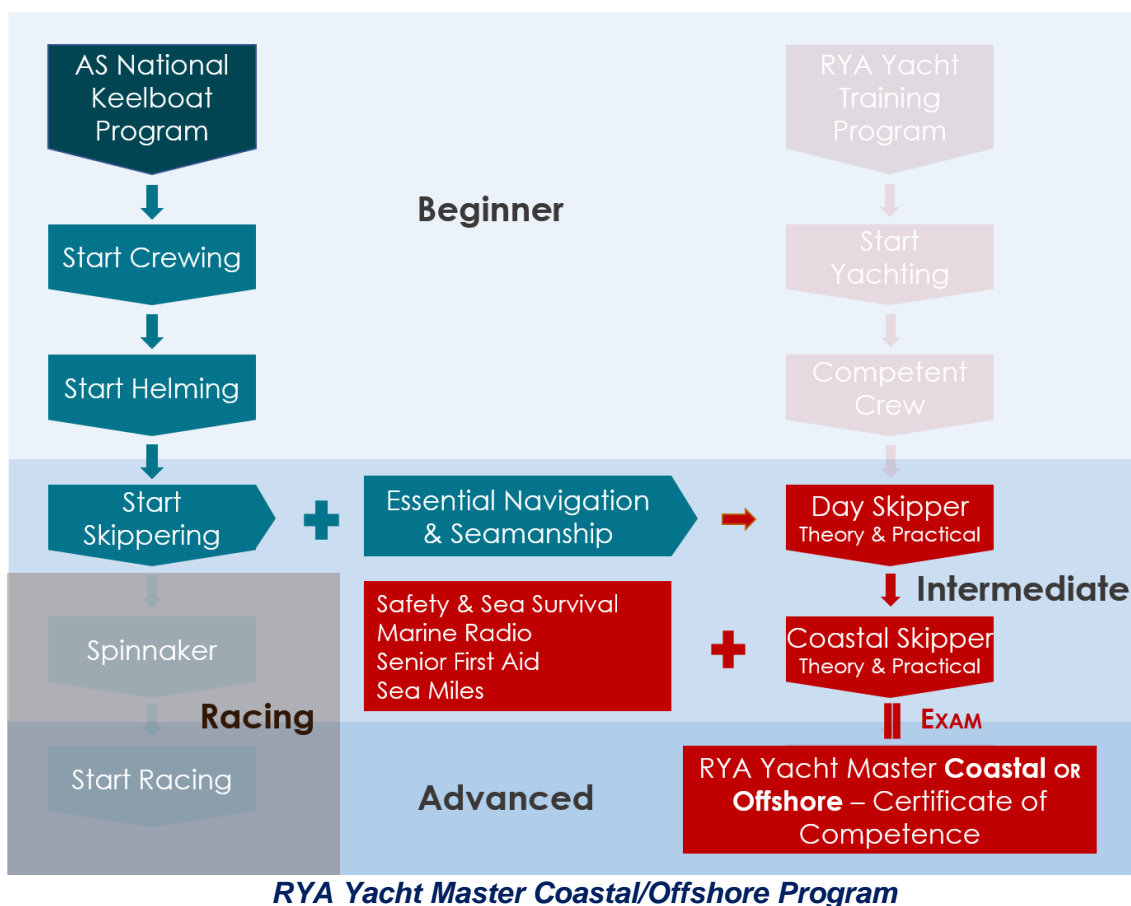 AS National
Keelboat
Program
RYA Yacht
Training
Program
Beginner
Start Crewing
Start
Yachting
Start Helming
Competent
Crew
Start
Skippering
Essential Navigation
& Seamanship
Day Skipper
Theory & Practical
Intermediate
Safety & Sea Survival
Marine Radio
Senior First Aid
Sea Miles
Coastal Skipper
Theory & Practical
Spinnaker
Racing
EXAM
Start Racing
Advanced
RYA Yacht Master Coastal OR
Offshore – Certificate of
Competence
RYA Yacht Master Coastal/Offshore Program